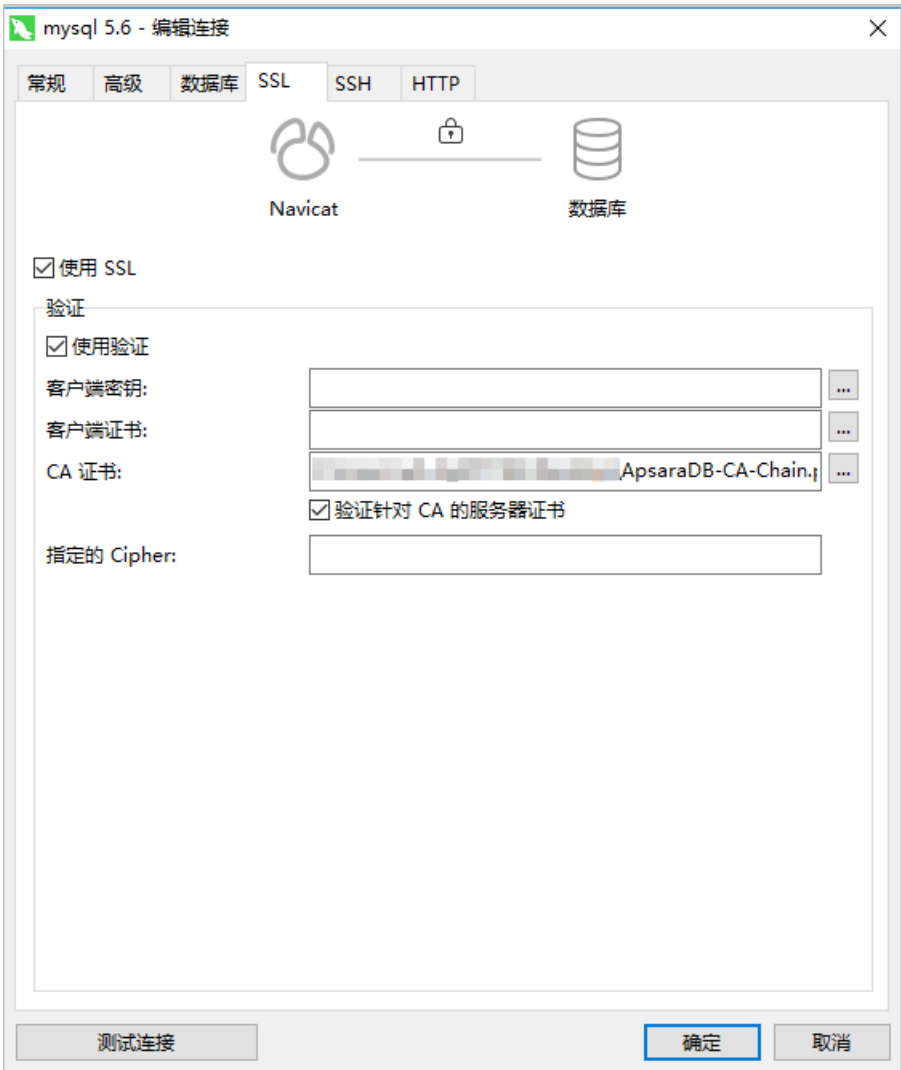 mysql 5.6 - 编辑连接
常规 高级 数据库 SSL SSH HTTP
Navicat 数据库
使用 SSL
验证
使用验证
客户端密钥: ...
客户端证书: ...
CA 证书: ApsaraDB-CA-Chain.p ...
验证针对 CA 的服务器证书
指定的 Cipher:
测试连接 确定 取消